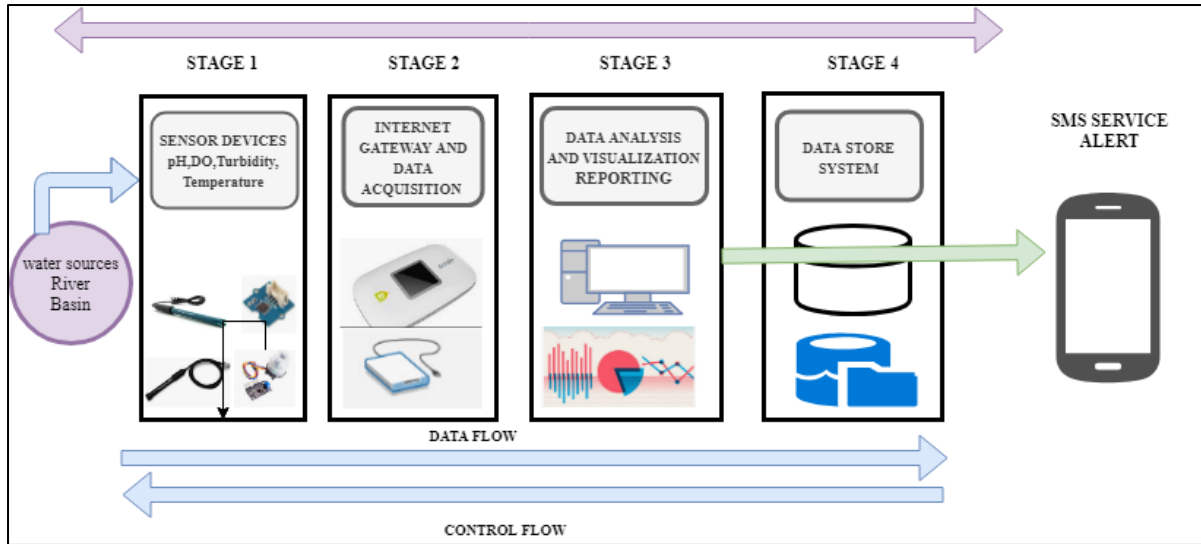 STAGE 1
STAGE 2
STAGE 3
STAGE 4
SENSOR DEVICES
pH,DO,Turbidity,
Temperature
INTERNET
GATEWAY AND
DATA
ACQUISITION
DATA ANALYSIS
AND VISUALIZATION
REPORTING
DATA STORE
SYSTEM
SMS SERVICE
ALERT
water sources
River
Basin
DATA FLOW
CONTROL FLOW